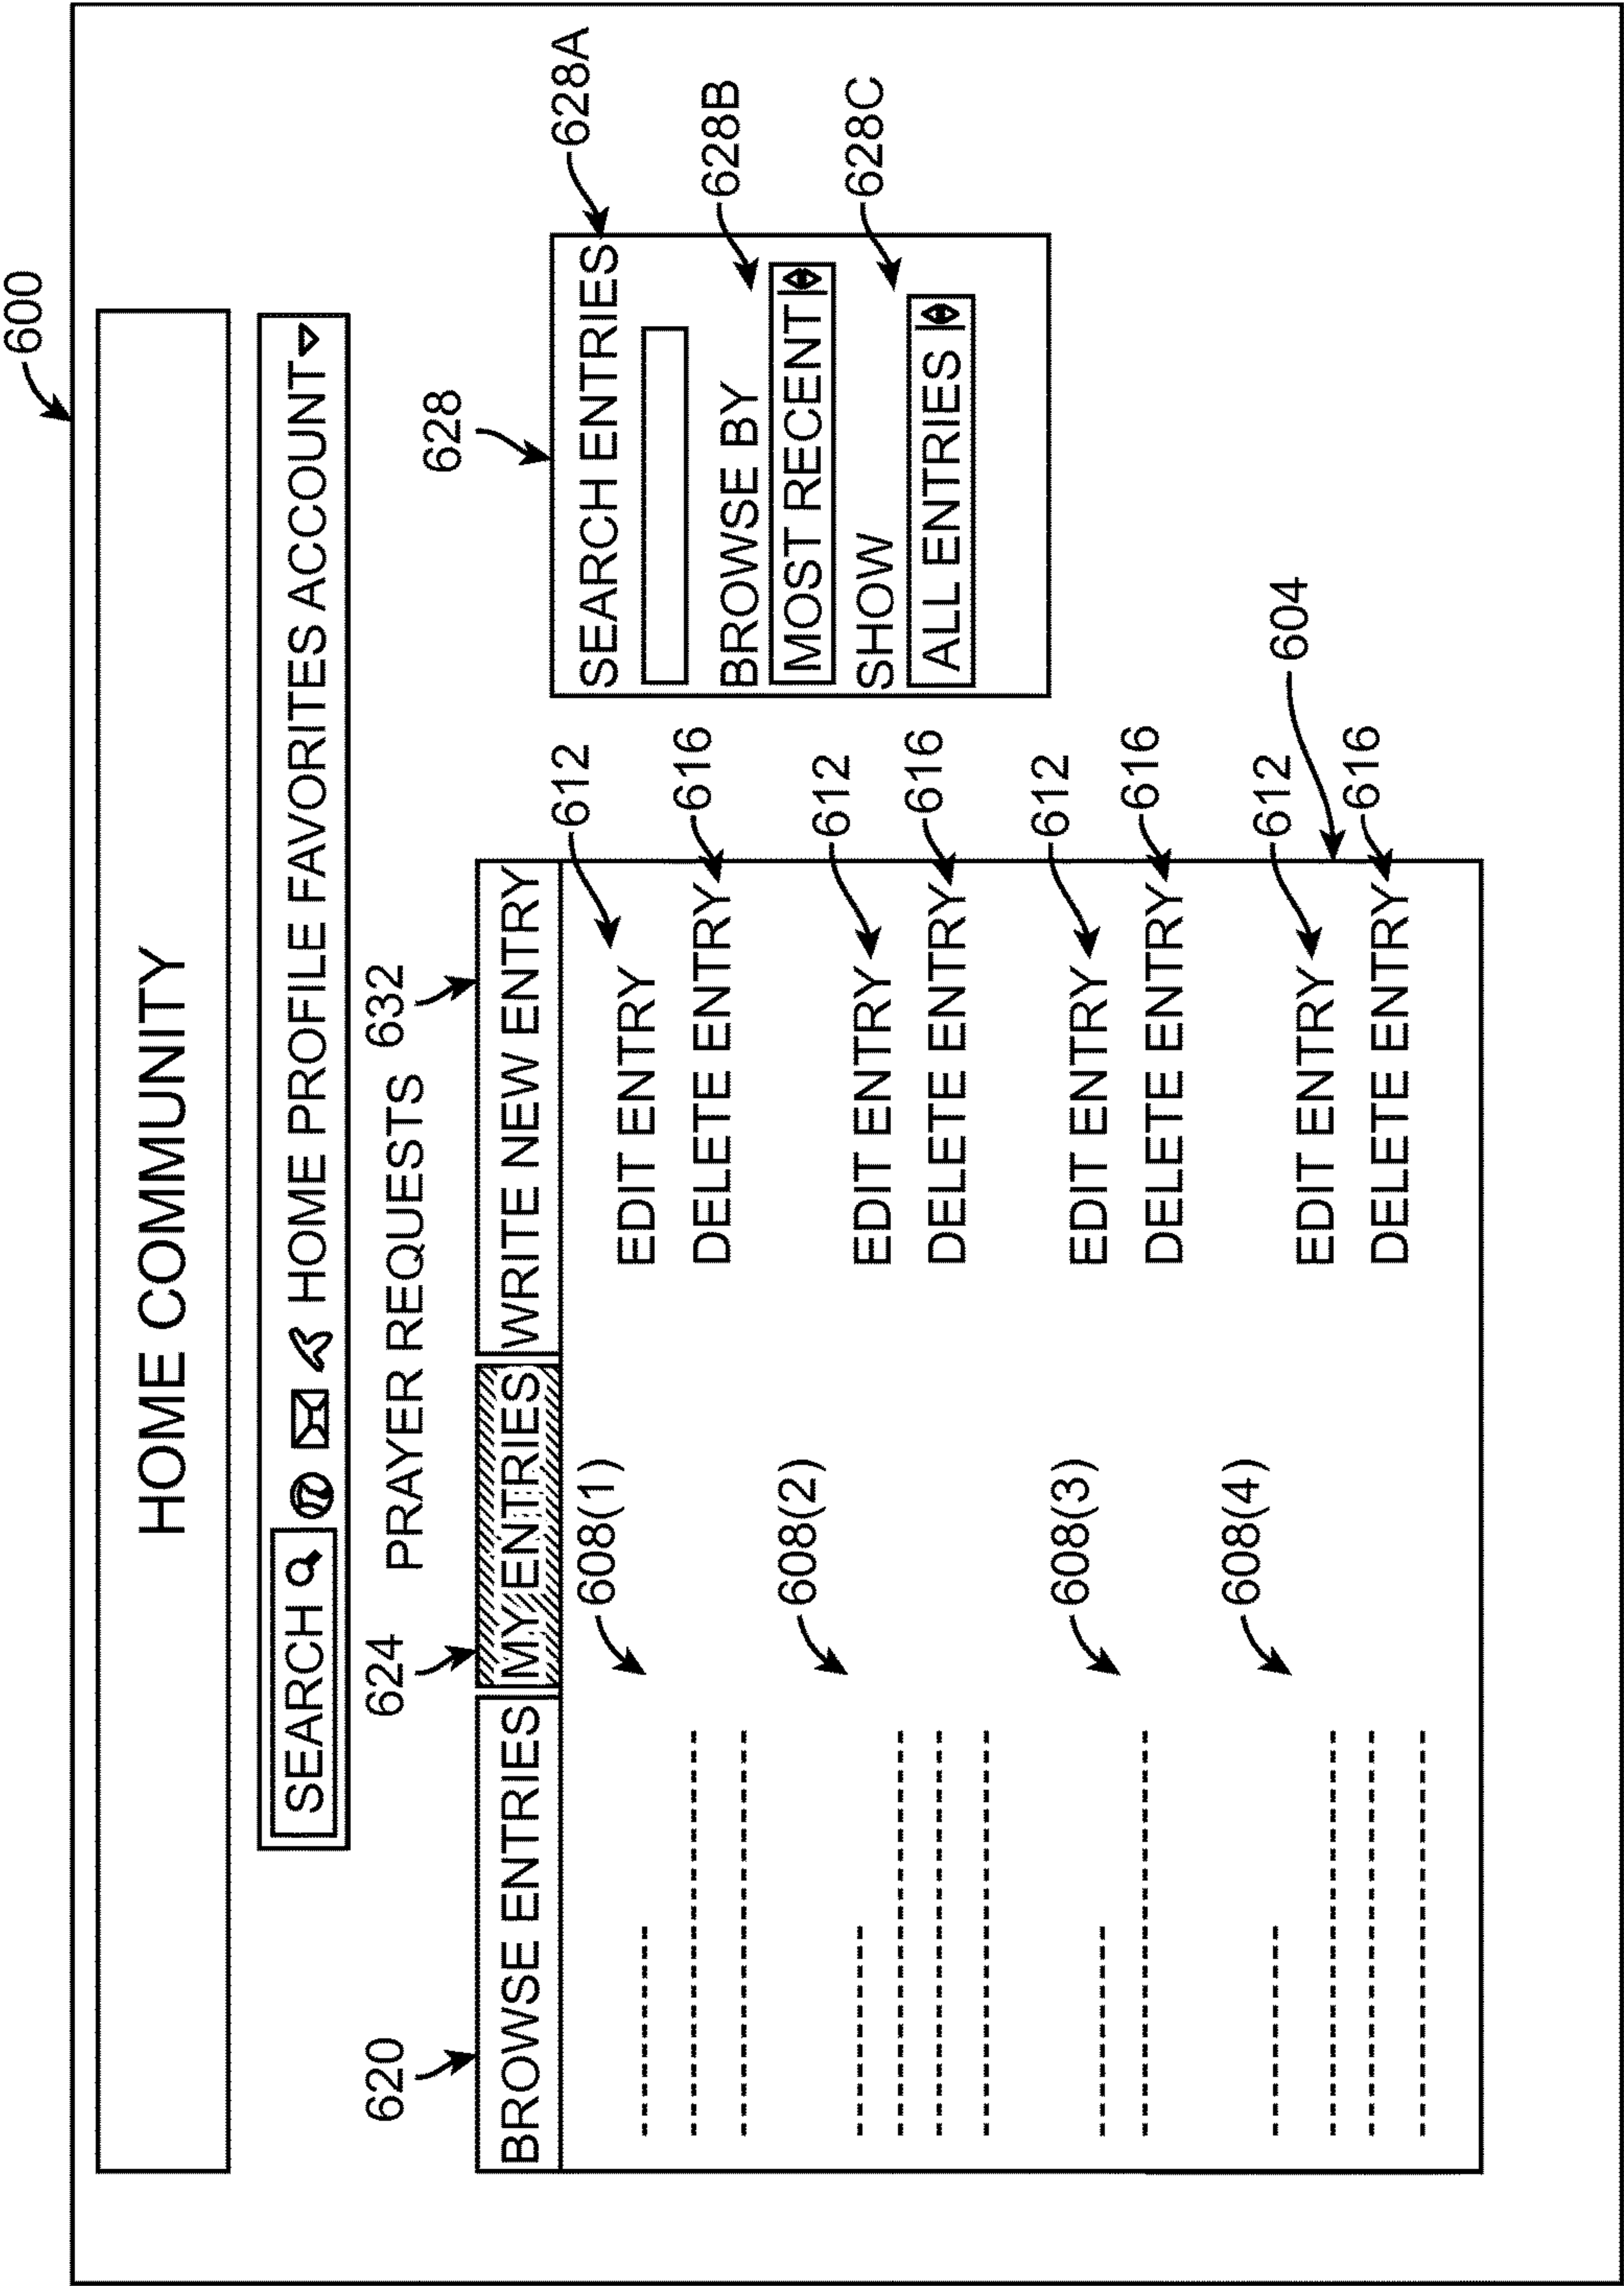 600
HOME COMMUNITY
SEARCH HOME PROFILE FAVORITES ACCOUNT
620
624
PRAYER REQUESTS
632
628
BROWSE ENTRIES
MY ENTRIES
WRITE NEW ENTRY
SEARCH ENTRIES
628A
BROWSE BY
628B
MOST RECENT
SHOW
628C
ALL ENTRIES
608(1)
EDIT ENTRY
612
DELETE ENTRY
616
608(2)
EDIT ENTRY
612
DELETE ENTRY
616
608(3)
EDIT ENTRY
612
DELETE ENTRY
616
608(4)
EDIT ENTRY
612
604
DELETE ENTRY
616